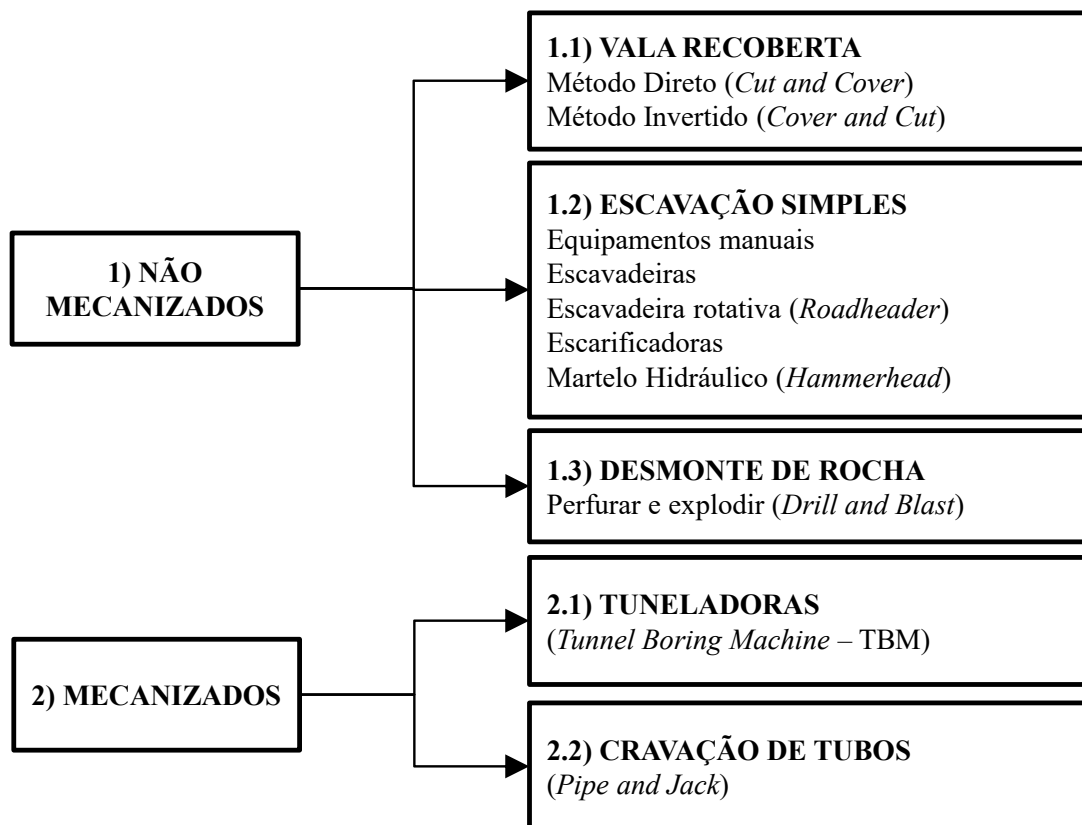 1.1) VALA RECOBERTA
Método Direto (Cut and Cover)
Método Invertido (Cover and Cut)
1) NÃO
MECANIZADOS
1.2) ESCAVAÇÃO SIMPLES
Equipamentos manuais
Escavadeiras
Escavadeira rotativa (Roadheader)
Escarificadoras
Martelo Hidráulico (Hammerhead)
1.3) DESMONTE DE ROCHA
Perfurar e explodir (Drill and Blast)
2) MECANIZADOS
2.1) TUNELADORAS
(Tunnel Boring Machine – TBM)
2.2) CRAVAÇÃO DE TUBOS
(Pipe and Jack)